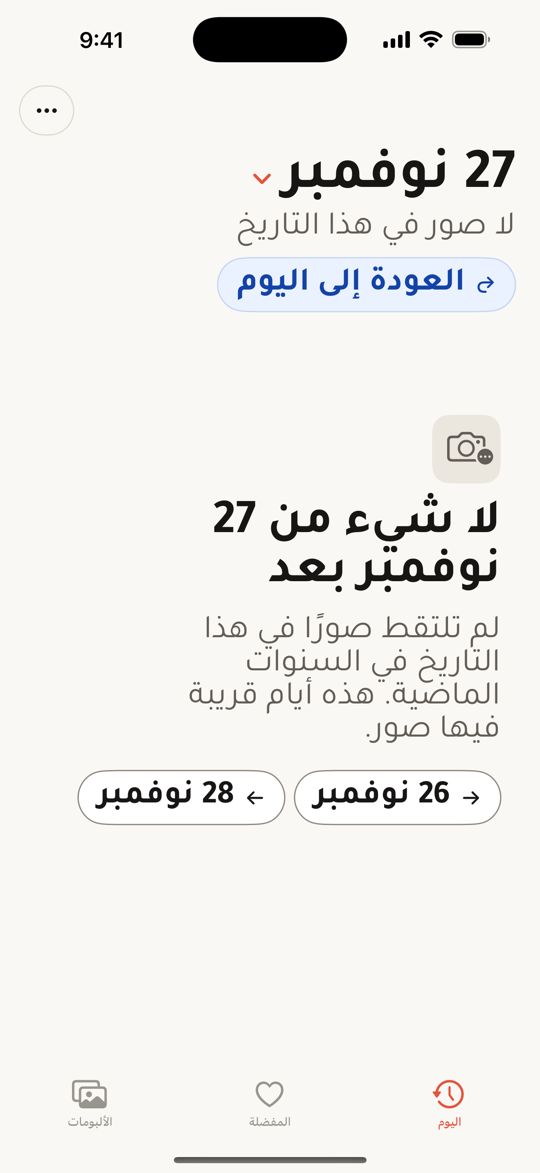 9:41
27 نوفمبر
لا صور في هذا التاريخ
العودة إلى اليوم
لا شيء من 27
نوفمبر بعد
لم تلتقط صورًا في هذا
التاريخ في السنوات
الماضية. هذه أيام قريبة
فيها صور.
26 نوفمبر
28 نوفمبر
اليوم
المفضلة
الألبومات